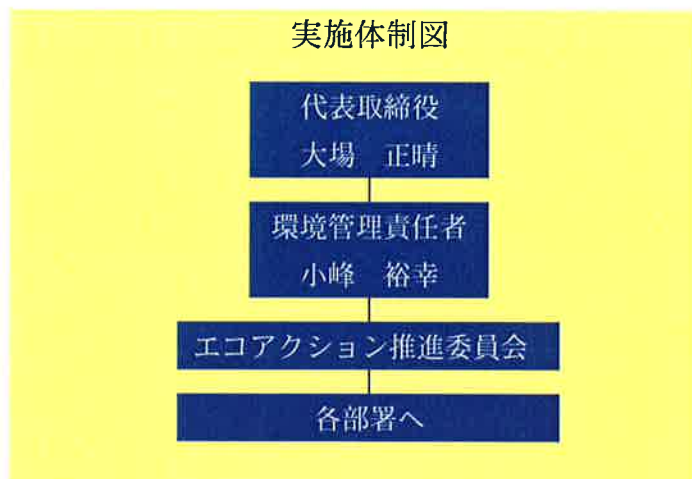 実施体制図
代表取締役
大場　正晴
環境管理責任者
小峰　裕幸
エコアクション推進委員会
各部署へ